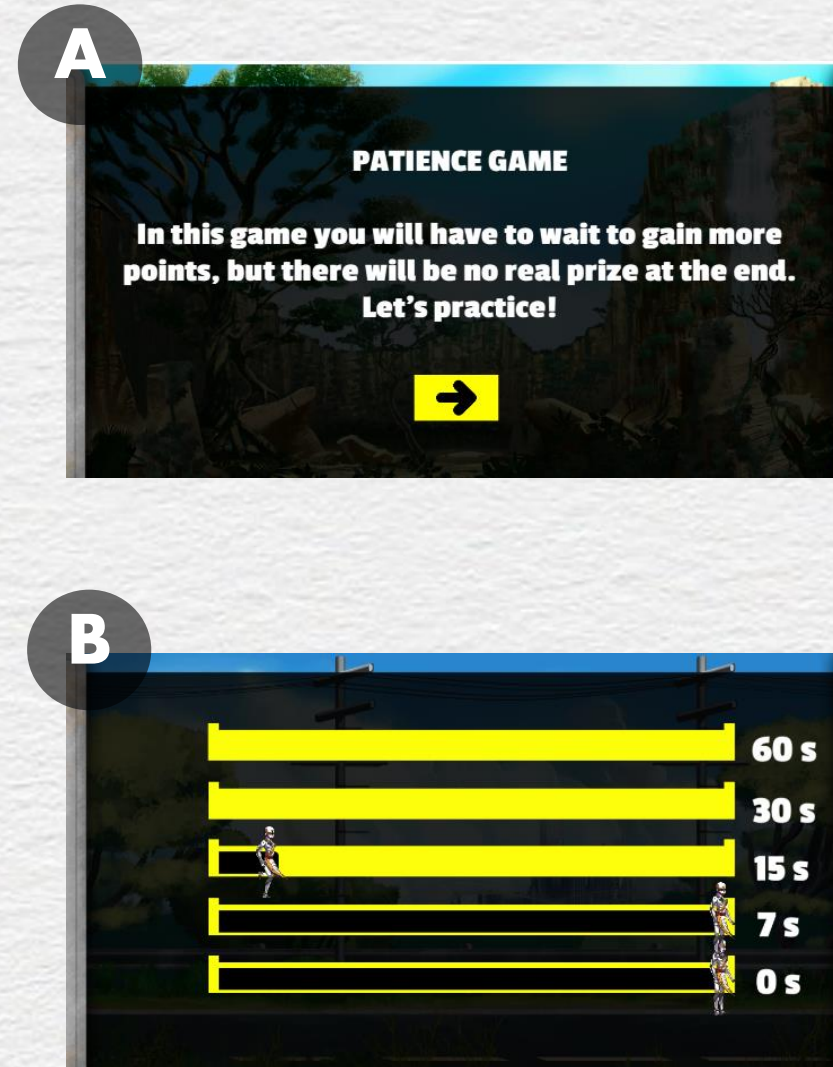 A
PATIENCE GAME
In this game you will have to wait to gain more
points, but there will be no real prize at the end.
Let's practice!
B
60 s
30 s
15 s
7 s
0 s